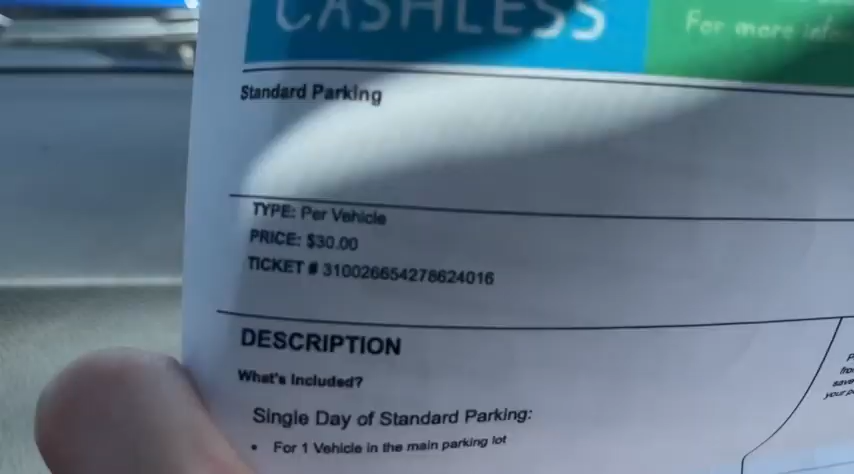 CASHLESS
For more info
Standard Parking
TYPE: Per Vehicle
PRICE: $30.00
TICKET # 310026654278624016
DESCRIPTION
What's Included?
Single Day of Standard Parking:
• For 1 Vehicle in the main parking lot
your p